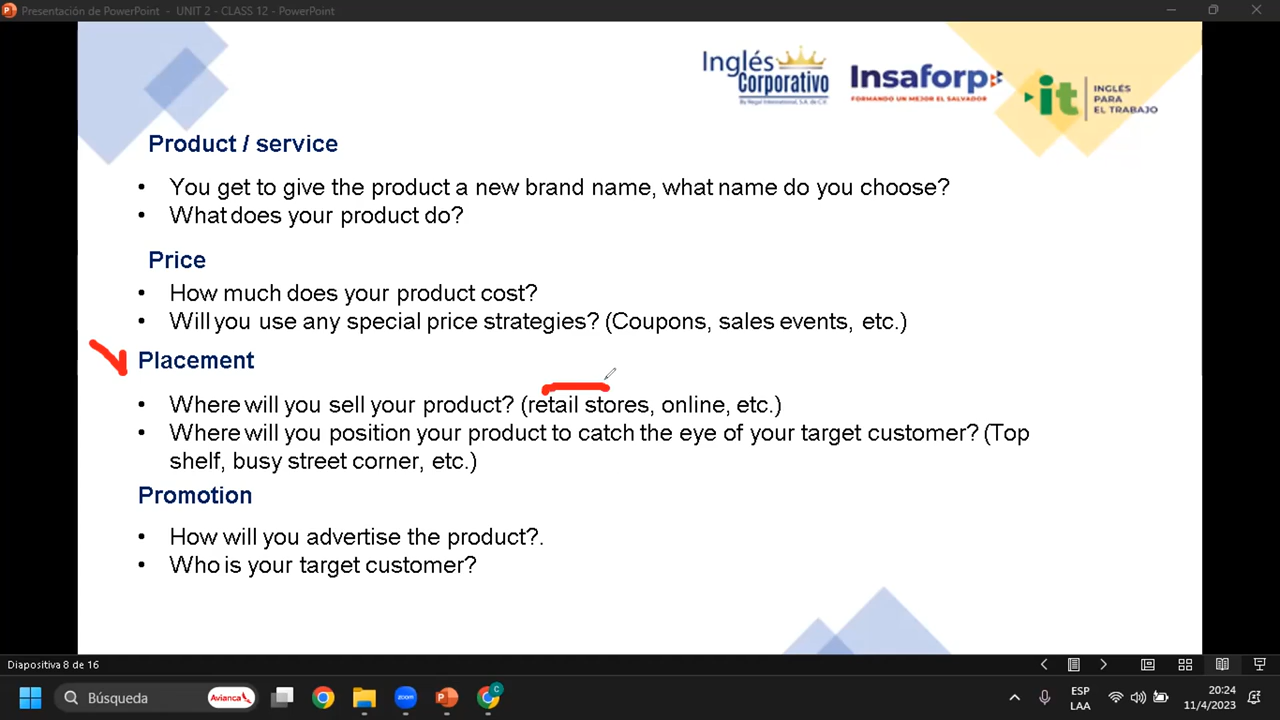 Presentación de PowerPoint - UNIT 2 - CLASS 12 - PowerPoint
Inglés
Corporativo
By Regal International, S.A. de C.V.
Insaforp
FORMANDO UN MEJOR EL SALVADOR
it
INGLÉS
PARA
EL TRABAJO
Product / service
• You get to give the product a new brand name, what name do you choose?
• What does your product do?
Price
• How much does your product cost?
• Will you use any special price strategies? (Coupons, sales events, etc.)
Placement
• Where will you sell your product? (retail stores, online, etc.)
• Where will you position your product to catch the eye of your target customer? (Top
shelf, busy street corner, etc.)
Promotion
• How will you advertise the product?.
• Who is your target customer?
Diapositiva 8 de 16
Búsqueda
Avianca
zoom
C
ESP
LAA
20:24
11/4/2023